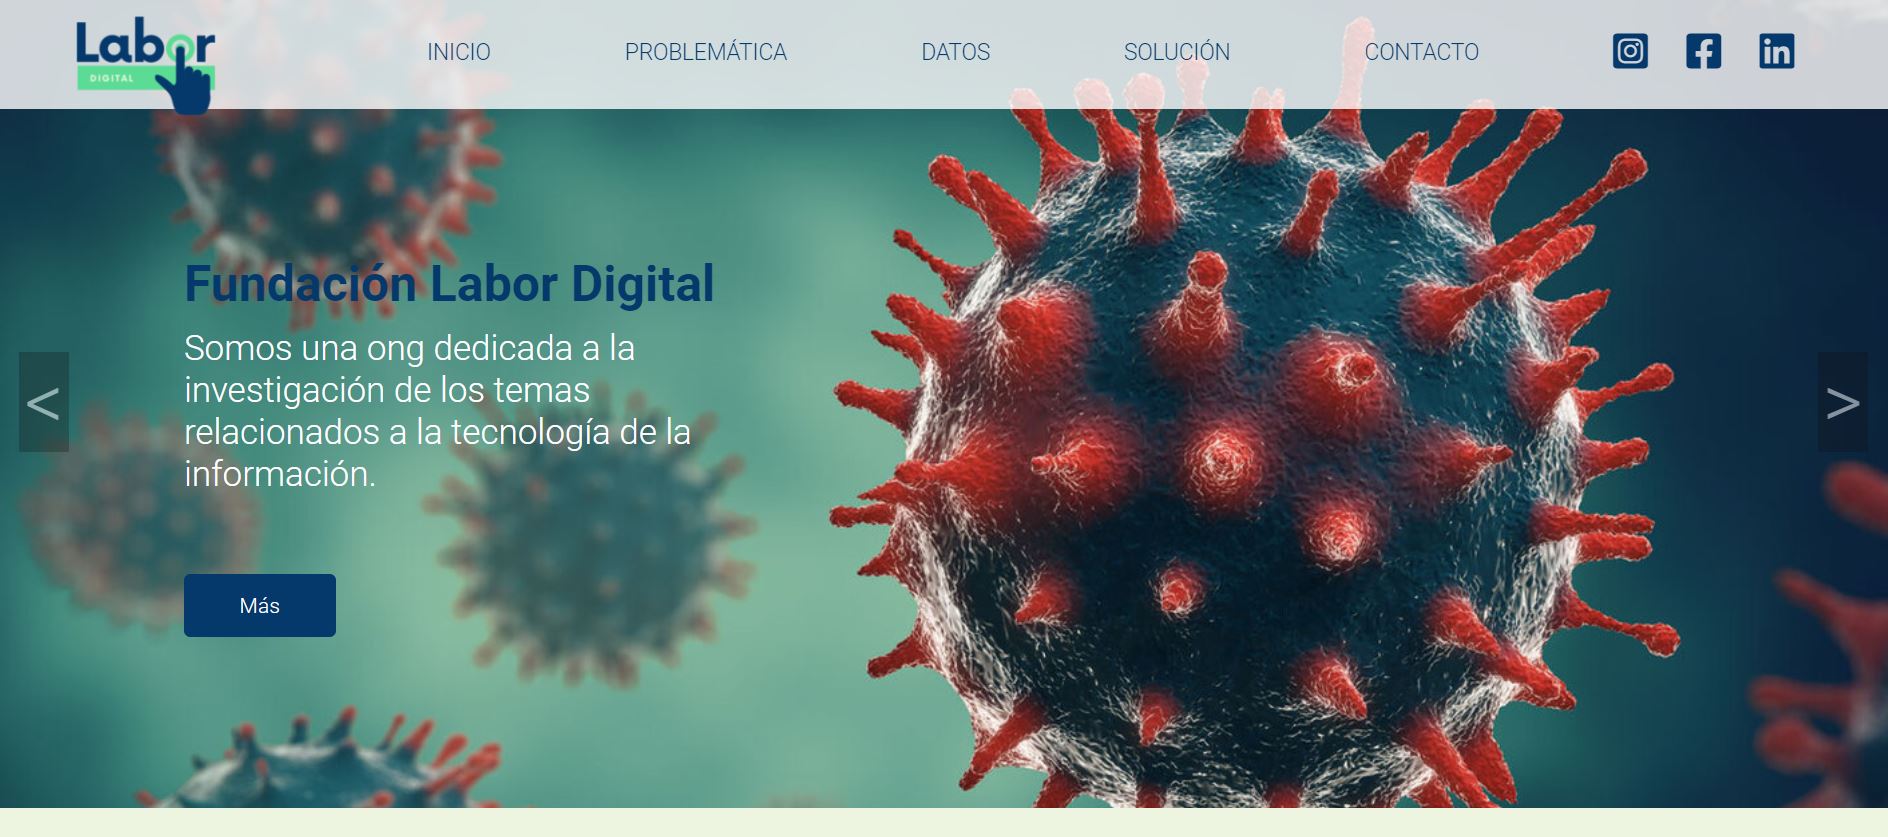 Labor
DIGITAL
INICIO
PROBLEMÁTICA
DATOS
SOLUCIÓN
CONTACTO
in
Fundación Labor Digital
Somos una ong dedicada a la
investigación de los temas
relacionados a la tecnología de la
información.
<
>
Más